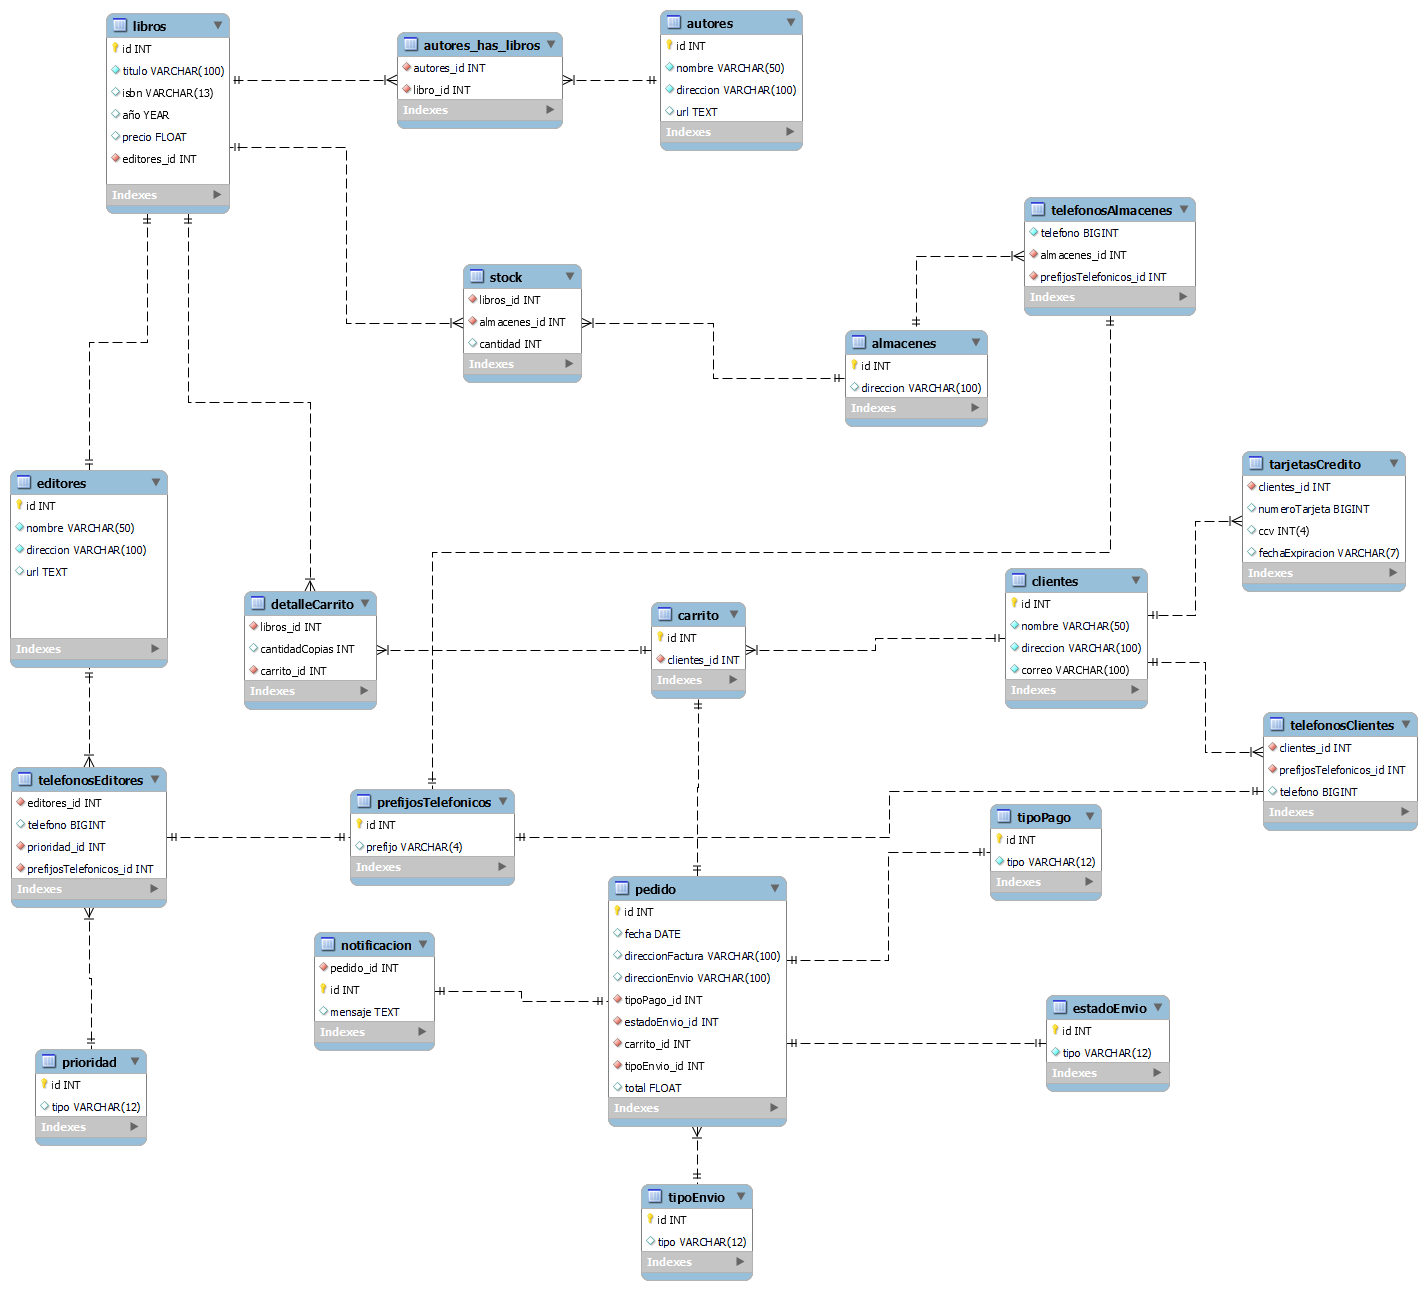 libros
id INT
titulo VARCHAR(100)
isbn VARCHAR(13)
año YEAR
precio FLOAT
editores_id INT
Indexes
autores_has_libros
autores_id INT
libro_id INT
Indexes
autores
id INT
nombre VARCHAR(50)
direccion VARCHAR(100)
url TEXT
Indexes
telefonosAlmacenes
telefono BIGINT
almacenes_id INT
prefijosTelefonicos_id INT
Indexes
stock
libros_id INT
almacenes_id INT
cantidad INT
Indexes
almacenes
id INT
direccion VARCHAR(100)
Indexes
editores
id INT
nombre VARCHAR(50)
direccion VARCHAR(100)
url TEXT
Indexes
tarjetasCredito
clientes_id INT
numeroTarjeta BIGINT
ccv INT(4)
fechaExpiracion VARCHAR(7)
Indexes
detalleCarrito
libros_id INT
cantidadCopias INT
carrito_id INT
Indexes
carrito
id INT
clientes_id INT
Indexes
clientes
id INT
nombre VARCHAR(50)
direccion VARCHAR(100)
correo VARCHAR(100)
Indexes
telefonosClientes
clientes_id INT
prefijosTelefonicos_id INT
telefono BIGINT
Indexes
telefonosEditores
editores_id INT
telefono BIGINT
prioridad_id INT
prefijosTelefonicos_id INT
Indexes
prefijosTelefonicos
id INT
prefijo VARCHAR(4)
Indexes
tipoPago
id INT
tipo VARCHAR(12)
Indexes
pedido
id INT
fecha DATE
direccionFactura VARCHAR(100)
direccionEnvio VARCHAR(100)
tipoPago_id INT
estadoEnvio_id INT
carrito_id INT
tipoEnvio_id INT
total FLOAT
Indexes
notificacion
pedido_id INT
id INT
mensaje TEXT
Indexes
estadoEnvio
id INT
tipo VARCHAR(12)
Indexes
prioridad
id INT
tipo VARCHAR(12)
Indexes
tipoEnvio
id INT
tipo VARCHAR(12)
Indexes